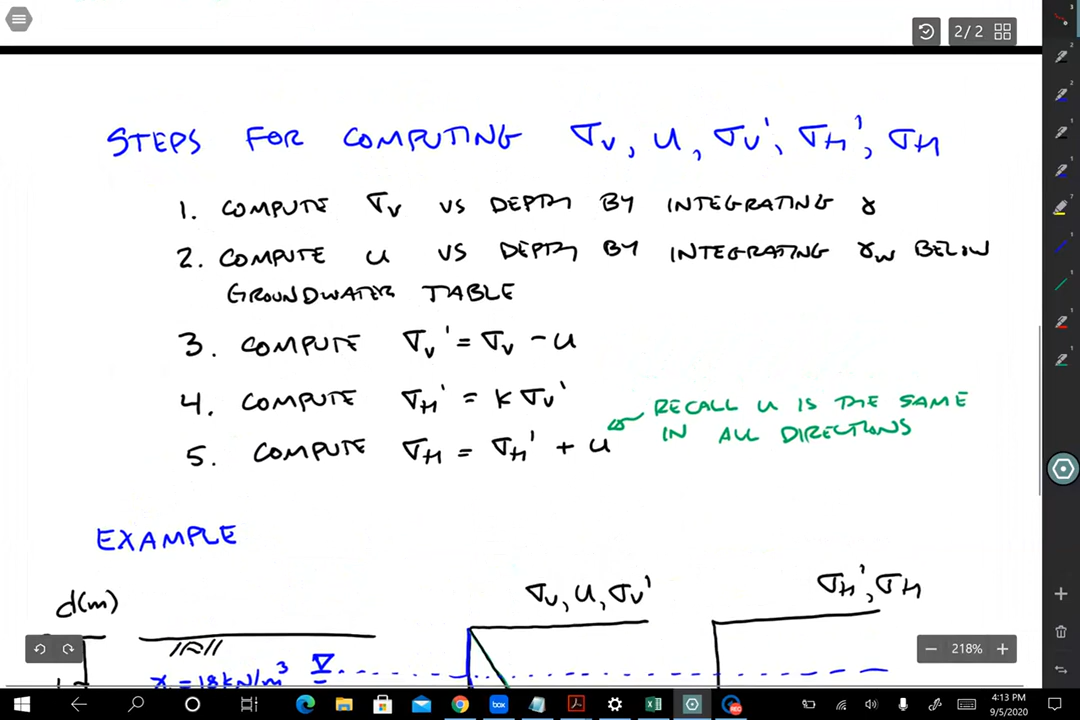 2/2
STEPS FOR COMPUTING σv, u, σv', σH', σH
1. COMPUTE σv VS DEPTH BY INTEGRATING γ
2. COMPUTE u VS DEPTH BY INTEGRATING γw BELOW
GROUNDWATER TABLE
3. COMPUTE σv' = σv - u
4. COMPUTE σH' = K σv'
RECALL u IS THE SAME
IN ALL DIRECTIONS
5. COMPUTE σH = σH' + u
EXAMPLE
d(m)
σv, u, σv'
σH', σH
218%
4:13 PM
9/5/2020